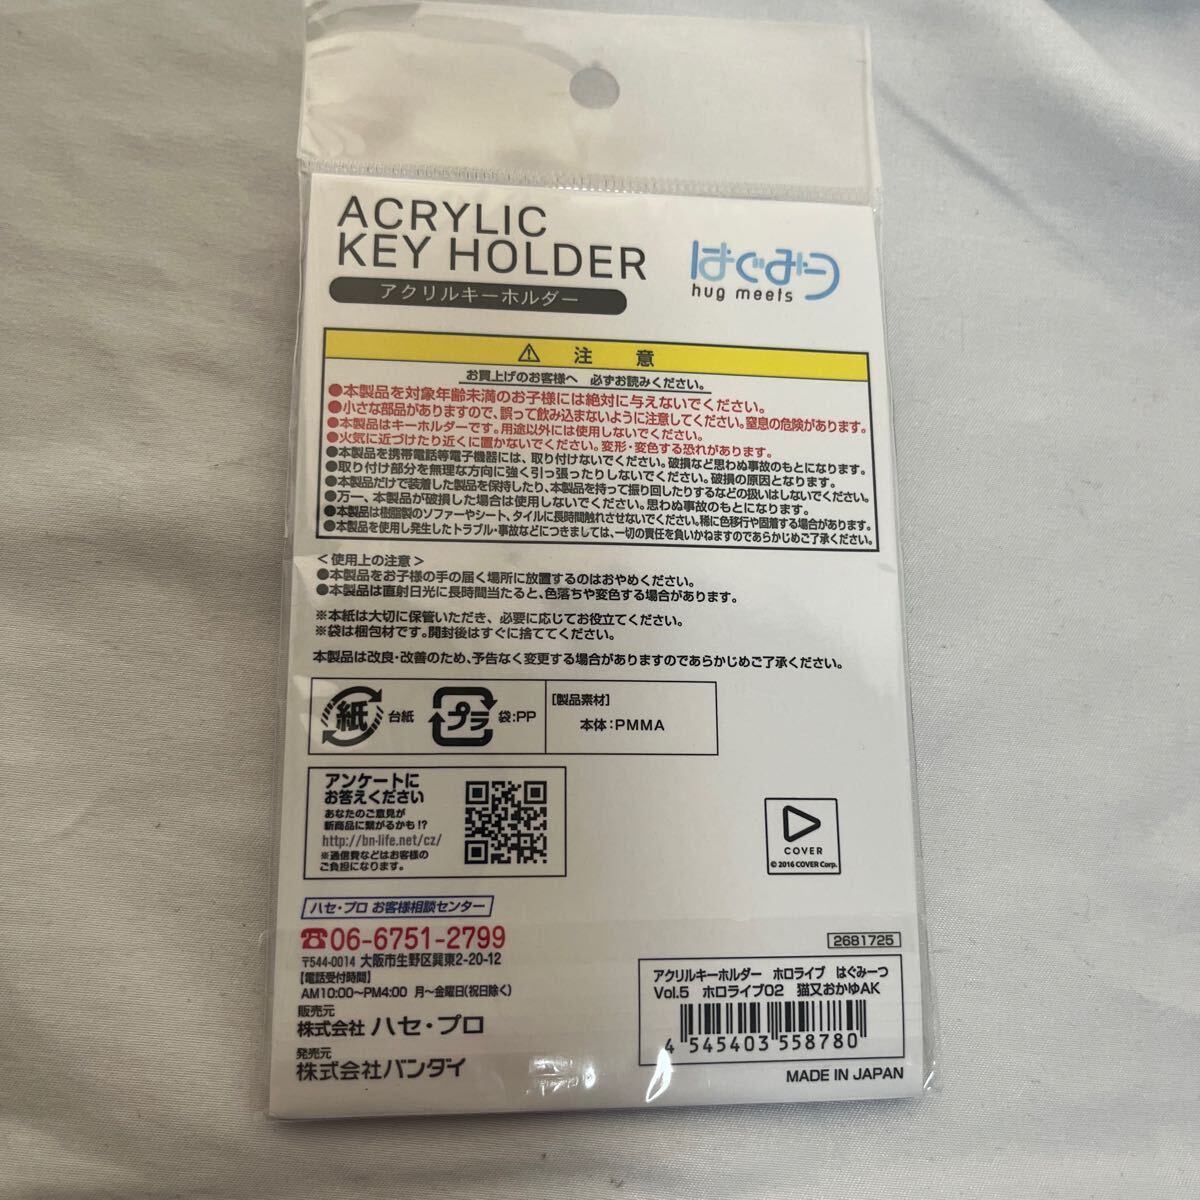 ACRYLIC
KEY HOLDER
アクリルキーホルダー
はぐみーつ
hug meets
⚠ 注 意
お買上げのお客様へ 必ずお読みください。
●本製品を対象年齢未満のお子様には絶対に与えないでください。
●小さな部品がありますので、誤って飲み込まないように注意してください。窒息の危険があります。
●本製品はキーホルダーです。用途以外には使用しないでください。
●火気に近づけたり近くに置かないでください。変形・変色する恐れがあります。
●本製品を携帯電話等電子機器には、取り付けないでください。破損など思わぬ事故のもとになります。
●取り付け部分を無理な方向に強く引っ張ったりしないでください。破損の原因となります。
●本製品だけで装着した製品を保持したり、本製品を持って振り回したりするなどの扱いはしないでください。
●万一、本製品が破損した場合は使用しないでください。思わぬ事故のもとになります。
●本製品は樹脂製のソファーやシート、タイルに長時間触れさせないでください。稀に色移行や固着する場合があります。
●本製品を使用し発生したトラブル・事故などにつきましては、一切の責任を負いかねますのであらかじめご了承ください。
＜使用上の注意＞
●本製品をお子様の手の届く場所に放置するのはおやめください。
●本製品は直射日光に長時間当たると、色落ちや変色する場合があります。
※本紙は大切に保管いただき、必要に応じてお役立てください。
※袋は梱包材です。開封後はすぐに捨ててください。
本製品は改良・改善のため、予告なく変更する場合がありますのであらかじめご了承ください。
紙 台紙 プラ 袋:PP
[製品素材]
本体：PMMA
アンケートに
お答えください
あなたのご意見が
新商品に繋がるかも!?
http://bn-life.net/cz/
※通信費などはお客様の
ご負担になります。
COVER
© 2016 COVER Corp.
ハセ・プロ お客様相談センター
☎06-6751-2799
〒544-0014 大阪市生野区巽東2-20-12
【電話受付時間】
AM10:00〜PM4:00 月〜金曜日(祝日除く)
販売元
株式会社 ハセ・プロ
発売元
株式会社バンダイ
2681725
アクリルキーホルダー ホロライブ はぐみーつ
Vol.5 ホロライブ02 猫又おかゆAK
4 545403 558780
MADE IN JAPAN